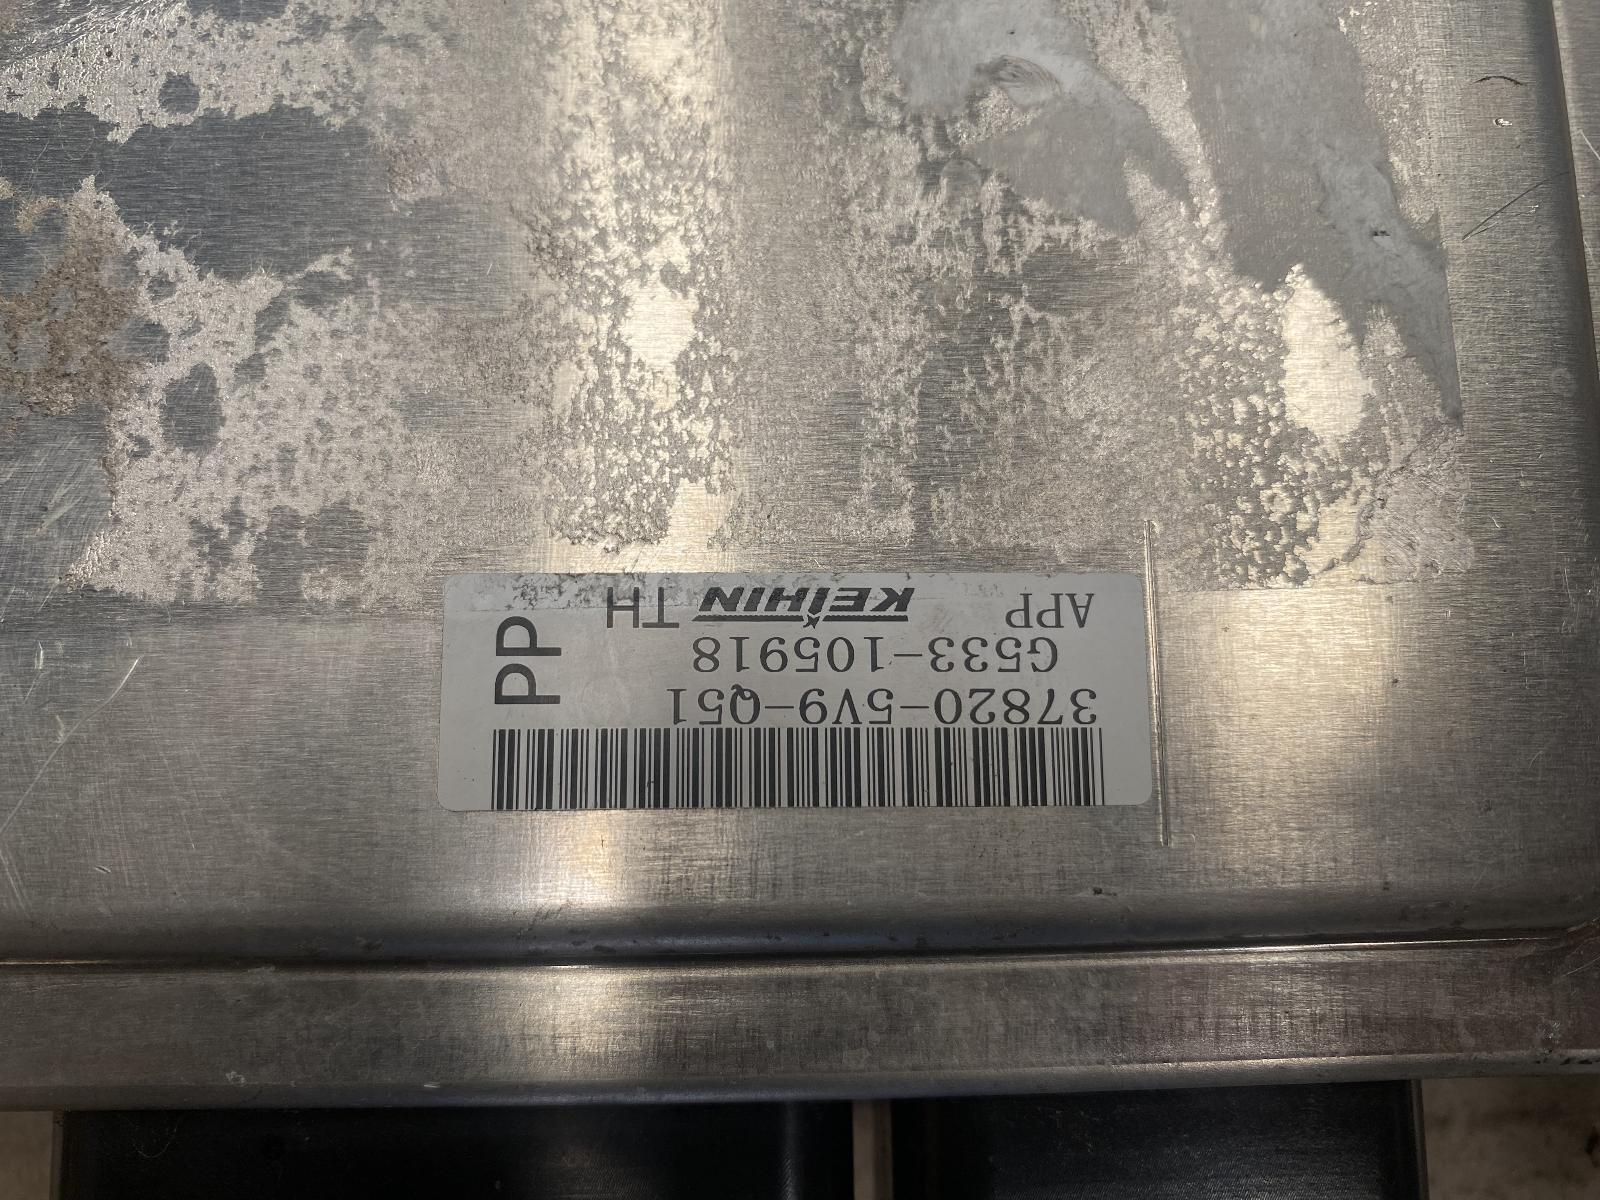 37820-5V9-Q51
G533-105918
APP KEIHIN TH
PP